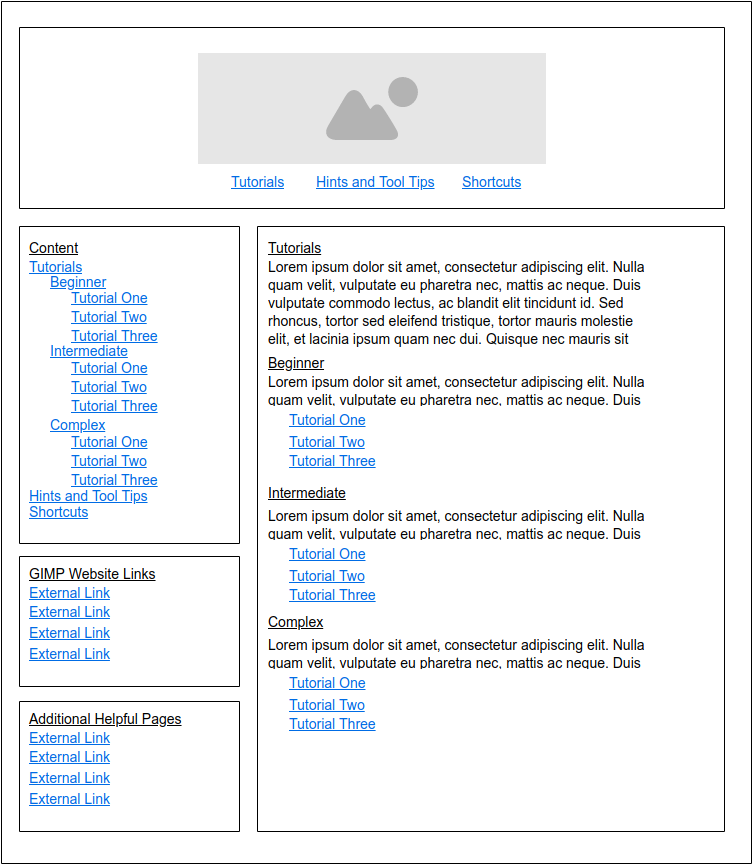 Tutorials Hints and Tool Tips Shortcuts
Content
Tutorials
Beginner
Tutorial One
Tutorial Two
Tutorial Three
Intermediate
Tutorial One
Tutorial Two
Tutorial Three
Complex
Tutorial One
Tutorial Two
Tutorial Three
Hints and Tool Tips
Shortcuts
GIMP Website Links
External Link
External Link
External Link
External Link
Additional Helpful Pages
External Link
External Link
External Link
External Link
Tutorials
Lorem ipsum dolor sit amet, consectetur adipiscing elit. Nulla
quam velit, vulputate eu pharetra nec, mattis ac neque. Duis
vulputate commodo lectus, ac blandit elit tincidunt id. Sed
rhoncus, tortor sed eleifend tristique, tortor mauris molestie
elit, et lacinia ipsum quam nec dui. Quisque nec mauris sit
Beginner
Lorem ipsum dolor sit amet, consectetur adipiscing elit. Nulla
quam velit, vulputate eu pharetra nec, mattis ac neque. Duis
Tutorial One
Tutorial Two
Tutorial Three
Intermediate
Lorem ipsum dolor sit amet, consectetur adipiscing elit. Nulla
quam velit, vulputate eu pharetra nec, mattis ac neque. Duis
Tutorial One
Tutorial Two
Tutorial Three
Complex
Lorem ipsum dolor sit amet, consectetur adipiscing elit. Nulla
quam velit, vulputate eu pharetra nec, mattis ac neque. Duis
Tutorial One
Tutorial Two
Tutorial Three